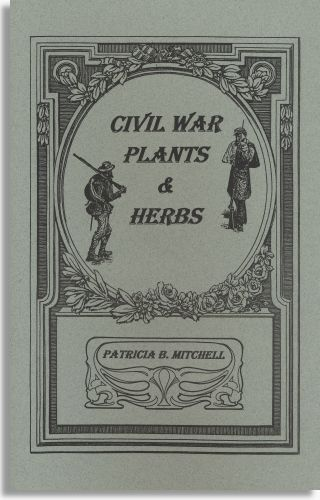 CIVIL WAR
PLANTS
&
HERBS
PATRICIA B. MITCHELL